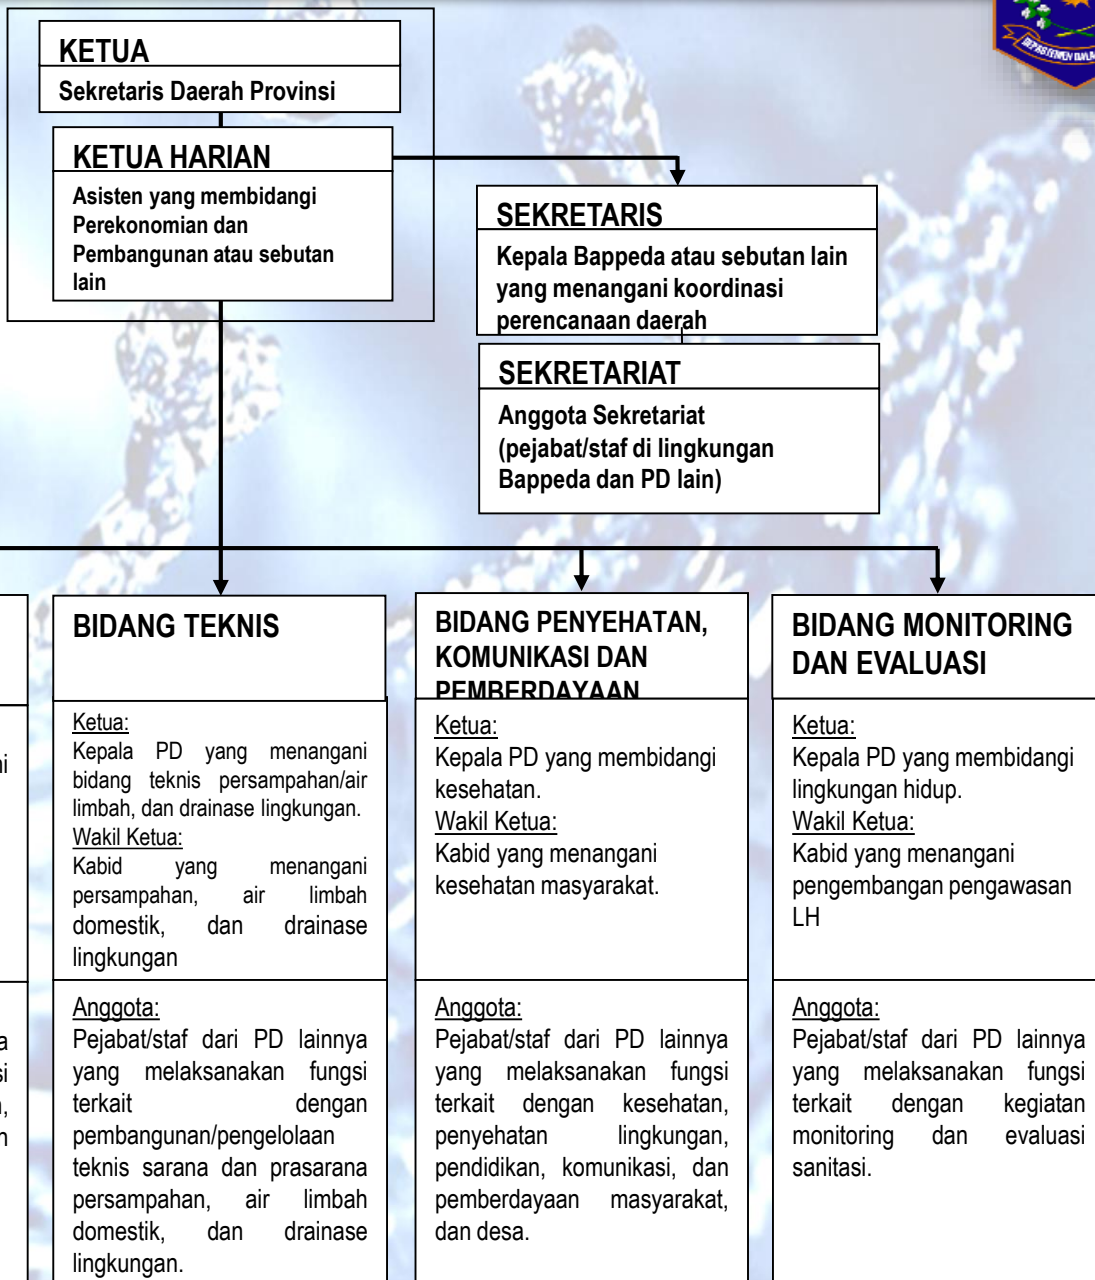 KETUA
Sekretaris Daerah Provinsi
KETUA HARIAN
Asisten yang membidangi
Perekonomian dan
Pembangunan atau sebutan
lain
SEKRETARIS
Kepala Bappeda atau sebutan lain
yang menangani koordinasi
perencanaan daerah
SEKRETARIAT
Anggota Sekretariat
(pejabat/staf di lingkungan
Bappeda dan PD lain)
BIDANG TEKNIS
Ketua:
Kepala PD yang menangani
bidang teknis persampahan/air
limbah, dan drainase lingkungan.
Wakil Ketua:
Kabid yang menangani
persampahan, air limbah
domestik, dan drainase
lingkungan
Anggota:
Pejabat/staf dari PD lainnya
yang melaksanakan fungsi
terkait dengan
pembangunan/pengelolaan
teknis sarana dan prasarana
persampahan, air limbah
domestik, dan drainase
lingkungan.
BIDANG PENYEHATAN,
KOMUNIKASI DAN
PEMBERDAYAAN
Ketua:
Kepala PD yang membidangi
kesehatan.
Wakil Ketua:
Kabid yang menangani
kesehatan masyarakat.
Anggota:
Pejabat/staf dari PD lainnya
yang melaksanakan fungsi
terkait dengan kesehatan,
penyehatan lingkungan,
pendidikan, komunikasi, dan
pemberdayaan masyarakat,
dan desa.
BIDANG MONITORING
DAN EVALUASI
Ketua:
Kepala PD yang membidangi
lingkungan hidup.
Wakil Ketua:
Kabid yang menangani
pengembangan pengawasan
LH
Anggota:
Pejabat/staf dari PD lainnya
yang melaksanakan fungsi
terkait dengan kegiatan
monitoring dan evaluasi
sanitasi.